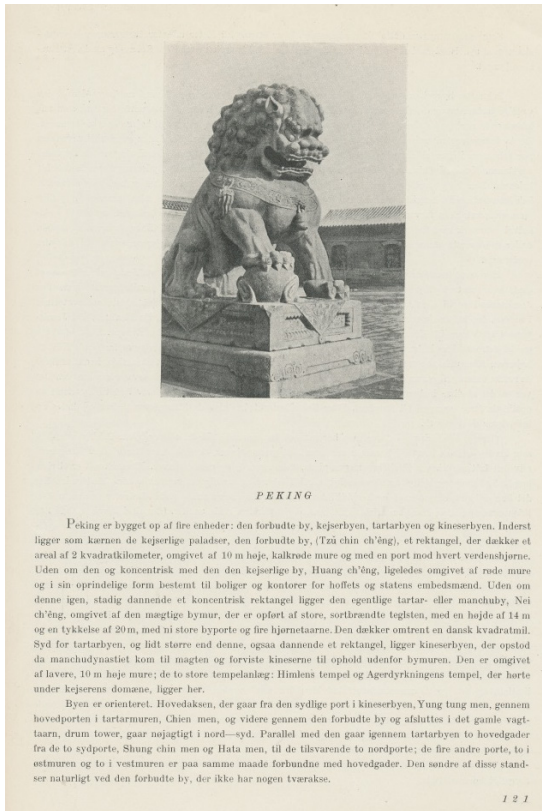 PEKING
Peking er bygget op af fire enheder: den forbudte by, kejserbyen, tartarbyen og kineserbyen. Inderst
ligger som kærnen de kejserlige paladser, den forbudte by, (Tzŭ chin ch'êng), et rektangel, der dækker et
areal af 2 kvadratkilometer, omgivet af 10 m høje, kalkrøde mure og med en port mod hvert verdenshjørne.
Uden om den og koncentrisk med den den kejserlige by, Huang ch'êng, ligeledes omgivet af røde mure
og i sin oprindelige form bestemt til boliger og kontorer for hoffets og statens embedsmænd. Uden om
denne igen, stadig dannende et koncentrisk rektangel ligger den egentlige tartar- eller manchuby, Nei
ch'êng, omgivet af den mægtige bymur, der er opført af store, sortbrændte teglsten, med en højde af 14 m
og en tykkelse af 20 m, med ni store byporte og fire hjørnetaarne. Den dækker omtrent en dansk kvadratmil.
Syd for tartarbyen, og lidt større end denne, ogsaa dannende et rektangel, ligger kineserbyen, der opstod
da manchudynastiet kom til magten og forviste kineserne til ophold udenfor bymuren. Den er omgivet
af lavere, 10 m høje mure; de to store tempelanlæg: Himlens tempel og Agerdyrkningens tempel, der hørte
under kejserens domæne, ligger her.
Byen er orienteret. Hovedaksen, der gaar fra den sydlige port i kineserbyen, Yung tung men, gennem
hovedporten i tartarmuren, Chien men, og videre gennem den forbudte by og afsluttes i det gamle vagt-
taarn, drum tower, gaar nøjagtigt i nord—syd. Parallel med den gaar igennem tartarbyen to hovedgader
fra de to sydporte, Shung chin men og Hata men, til de tilsvarende to nordporte; de fire andre porte, to i
østmuren og to i vestmuren er paa samme maade forbundne med hovedgader. Den søndre af disse stand-
ser naturligt ved den forbudte by, der ikke har nogen tværakse.
121